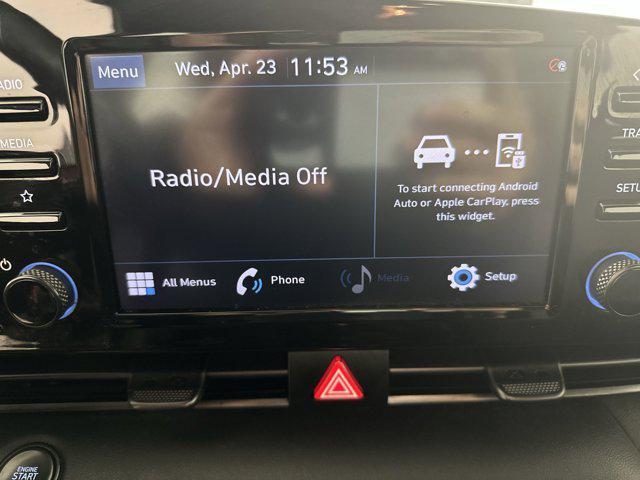 Menu
Wed, Apr. 23 11:53 AM
RADIO
MEDIA
TRA
SETU
Radio/Media Off
To start connecting Android
Auto or Apple CarPlay, press
this widget.
All Menus
Phone
Media
Setup
ENGINE
START